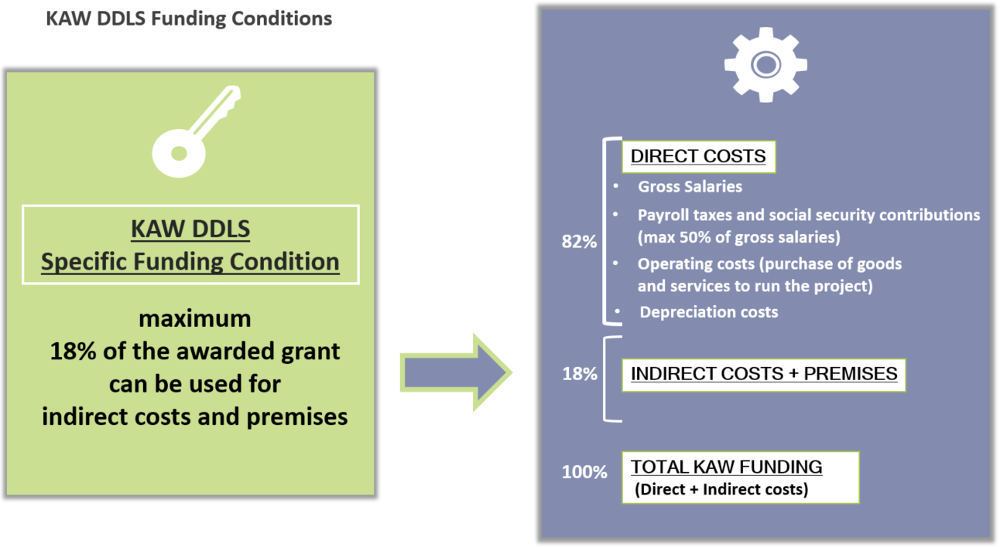 KAW DDLS Funding Conditions
KAW DDLS
Specific Funding Condition
maximum
18% of the awarded grant
can be used for
indirect costs and premises
82%
DIRECT COSTS
• Gross Salaries
• Payroll taxes and social security contributions
(max 50% of gross salaries)
• Operating costs (purchase of goods
and services to run the project)
• Depreciation costs
18%
INDIRECT COSTS + PREMISES
100%
TOTAL KAW FUNDING
(Direct + Indirect costs)